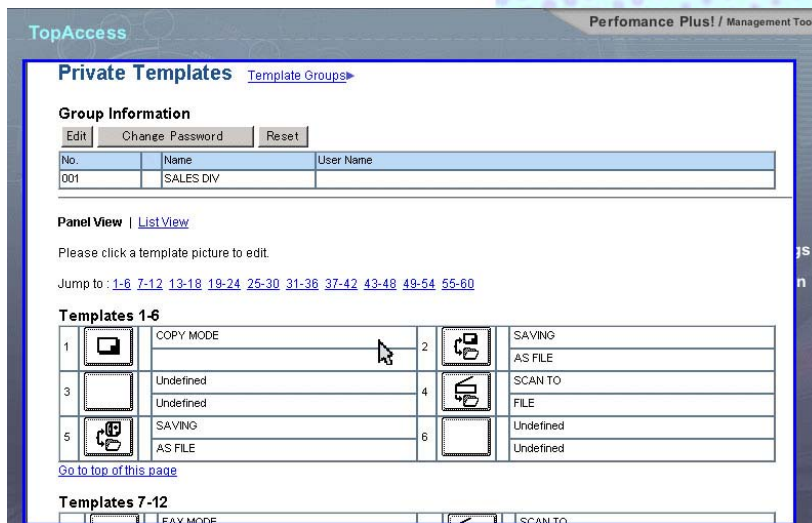 Perfomance Plus! / Management Too
TopAccess
Private Templates Template Groups
Group Information
Edit Change Password Reset
No. Name User Name
001 SALES DIV
Panel View | List View
Please click a template picture to edit.
Jump to : 1-6 7-12 13-18 19-24 25-30 31-36 37-42 43-48 49-54 55-60
Templates 1-6
1 COPY MODE 2 SAVING
AS FILE
3 Undefined 4 SCAN TO
Undefined FILE
5 SAVING 6 Undefined
AS FILE Undefined
Go to top of this page
Templates 7-12
FAX MODE SCAN TO
gs
n